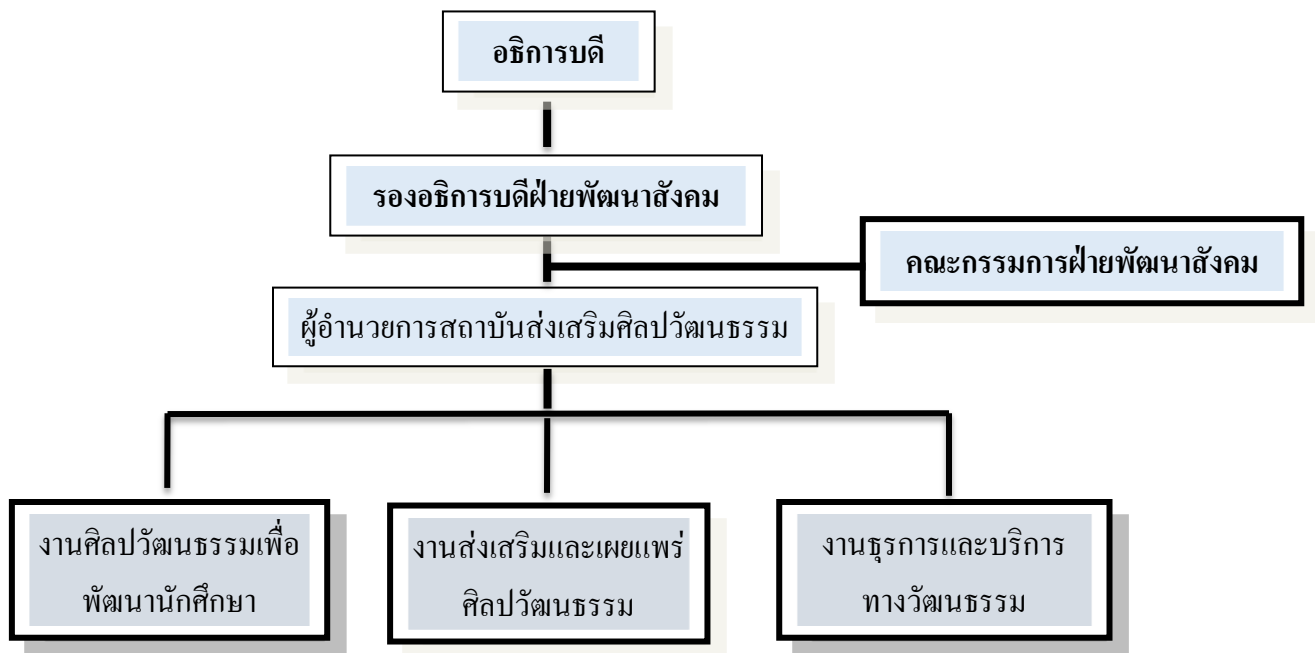 อธิการบดี
รองอธิการบดีฝ่ายพัฒนาสังคม
คณะกรรมการฝ่ายพัฒนาสังคม
ผู้อำนวยการสถาบันส่งเสริมศิลปวัฒนธรรม
งานศิลปวัฒนธรรมเพื่อ
พัฒนานักศึกษา
งานส่งเสริมและเผยแพร่
ศิลปวัฒนธรรม
งานธุรการและบริการ
ทางวัฒนธรรม